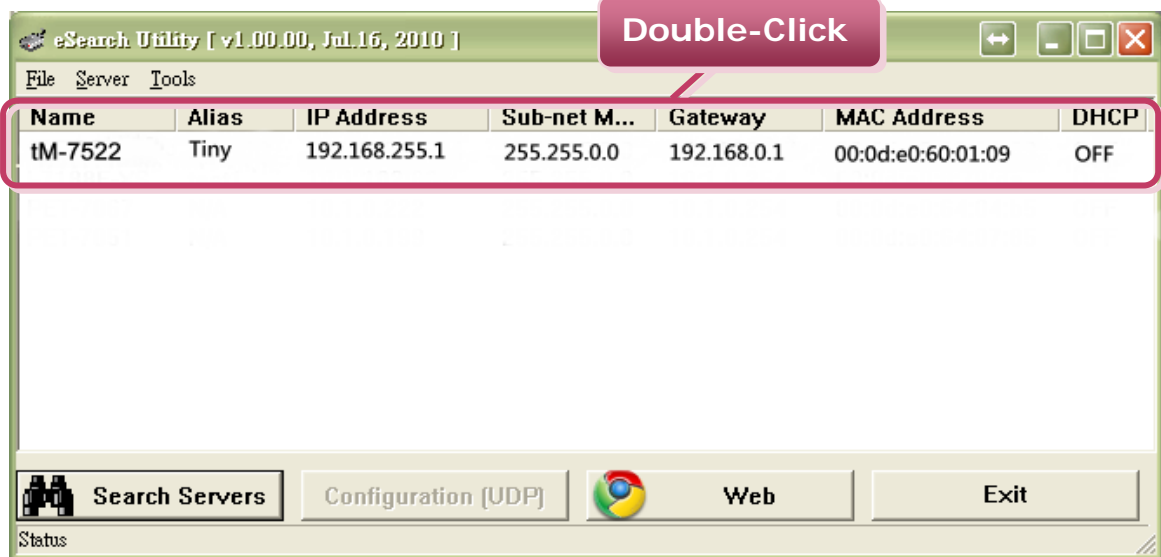 Double-Click
eSearch Utility [ v1.00.00, Jul.16, 2010 ]
File Server Tools
Name Alias IP Address Sub-net M... Gateway MAC Address DHCP
tM-7522 Tiny 192.168.255.1 255.255.0.0 192.168.0.1 00:0d:e0:60:01:09 OFF
Search Servers Configuration (UDP) Web Exit
Status